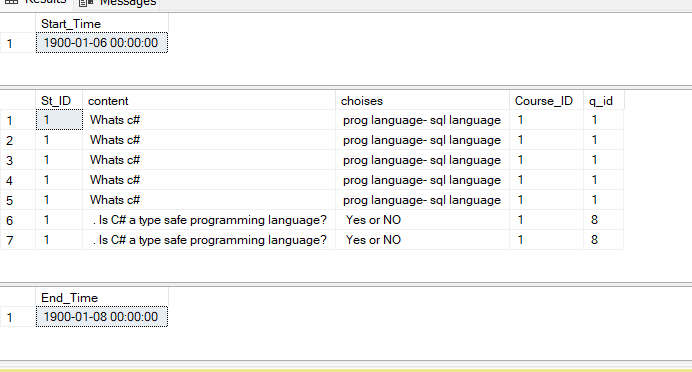 Results Messages
Start_Time
1 1900-01-06 00:00:00
St_ID content choises Course_ID q_id
1 1 Whats c# prog language- sql language 1 1
2 1 Whats c# prog language- sql language 1 1
3 1 Whats c# prog language- sql language 1 1
4 1 Whats c# prog language- sql language 1 1
5 1 Whats c# prog language- sql language 1 1
6 1 . Is C# a type safe programming language? Yes or NO 1 8
7 1 . Is C# a type safe programming language? Yes or NO 1 8
End_Time
1 1900-01-08 00:00:00